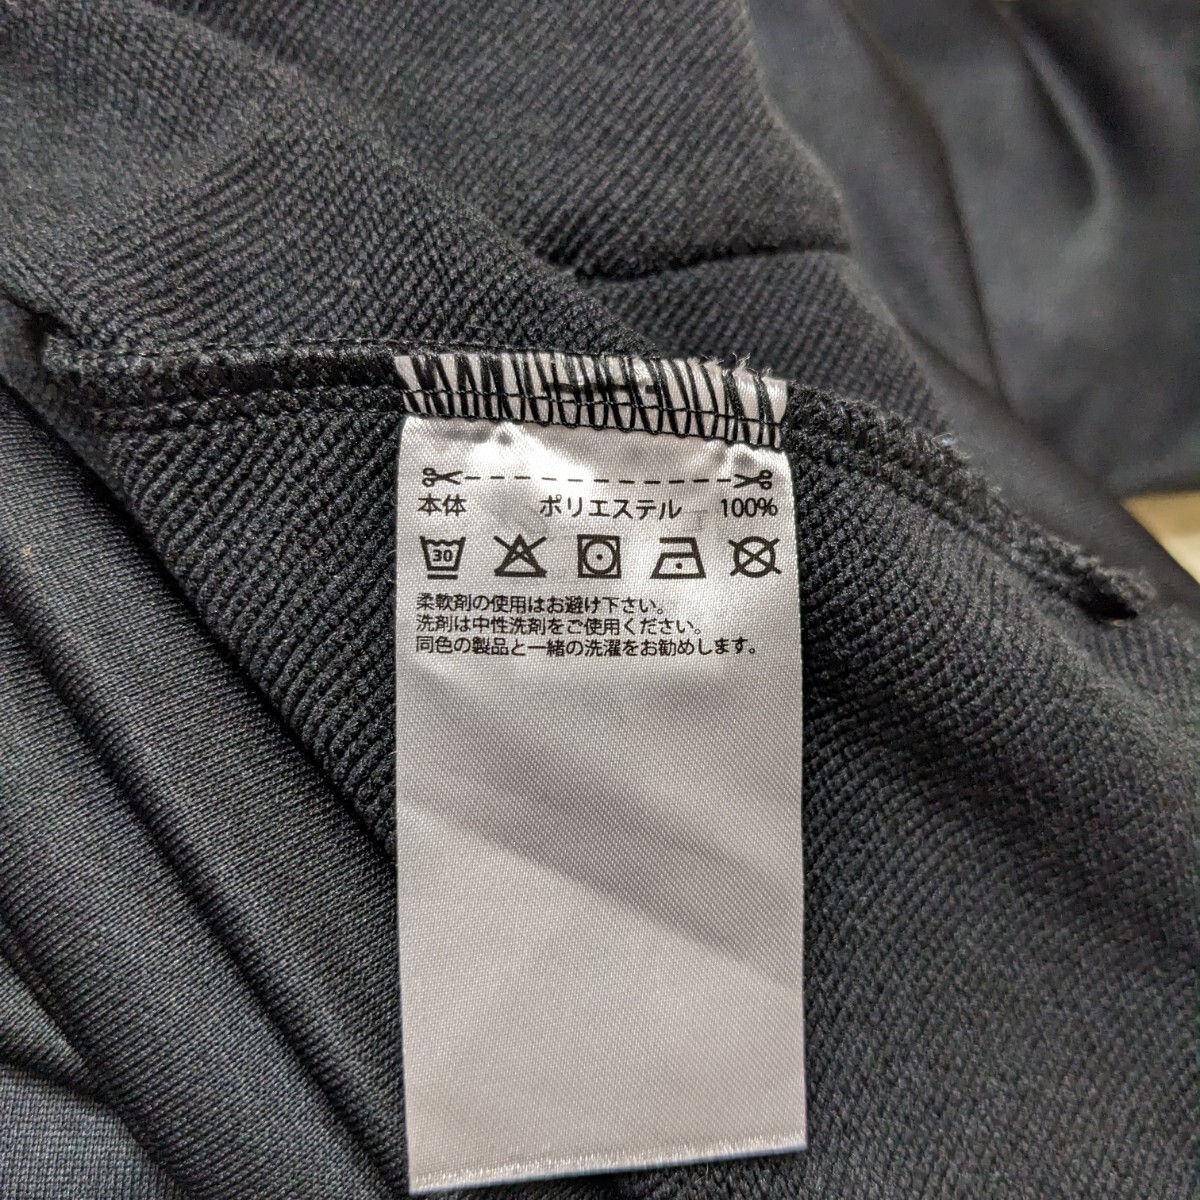 本体 ポリエステル 100%
30
柔軟剤の使用はお避け下さい。
洗剤は中性洗剤をご使用ください。
同色の製品と一緒の洗濯をお勧めします。